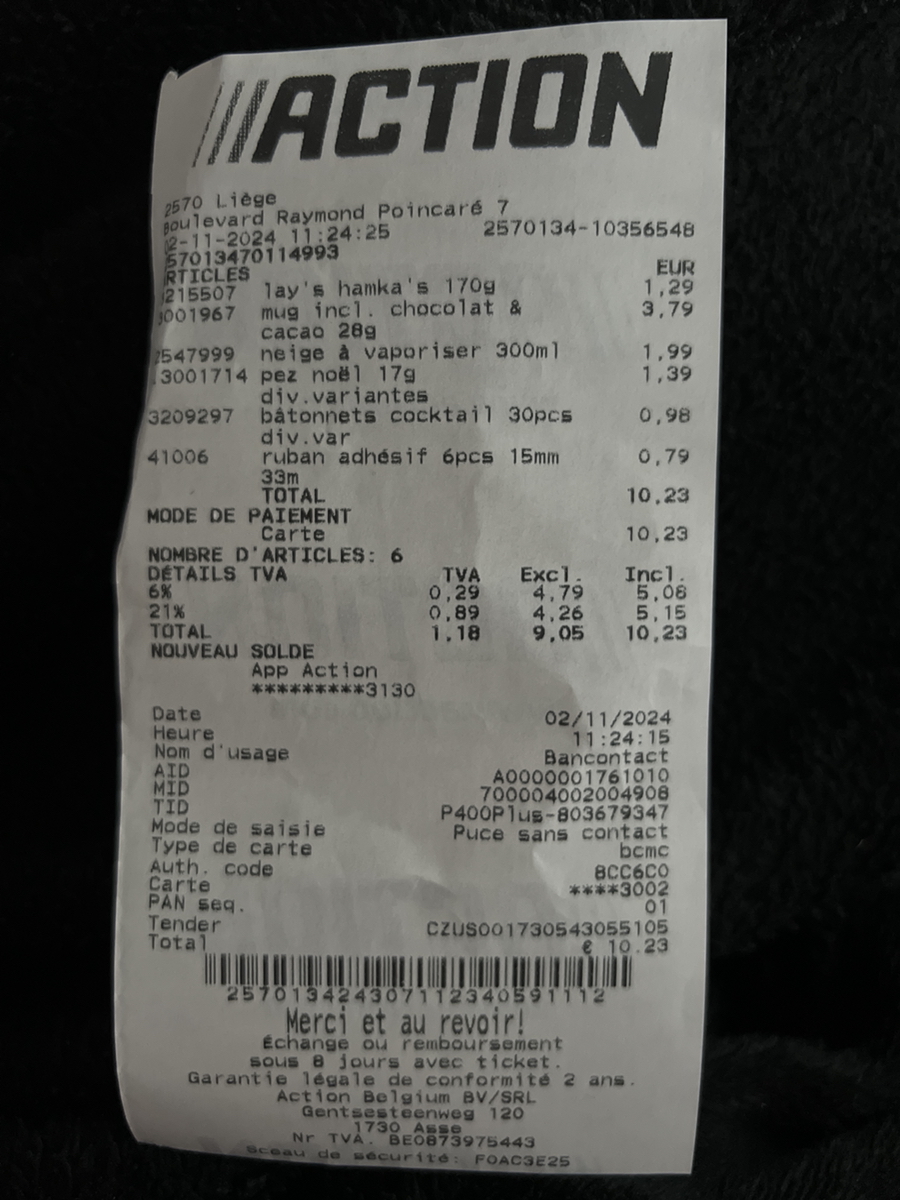 ACTION
2570 Liège
Boulevard Raymond Poincaré 7
02-11-2024 11:24:25 2570134-10356548
57013470114993
RTICLES EUR
215507 lay's hamka's 170g 1,29
3001967 mug incl. chocolat & 3,79
cacao 28g
2547999 neige à vaporiser 300ml 1,99
13001714 pez noël 17g 1,39
div.variantes
3209297 bâtonnets cocktail 30pcs 0,98
div.var
41006 ruban adhésif 6pcs 15mm 0,79
33m
TOTAL 10,23
MODE DE PAIEMENT
Carte 10,23
NOMBRE D'ARTICLES: 6
DÉTAILS TVA TVA Excl. Incl.
6% 0,29 4,79 5,08
21% 0,89 4,26 5,15
TOTAL 1,18 9,05 10,23
NOUVEAU SOLDE
App Action
*********3130
Date 02/11/2024
Heure 11:24:15
Nom d'usage Bancontact
AID A0000001761010
MID 700004002004908
TID P400Plus-803679347
Mode de saisie Puce sans contact
Type de carte bcmc
Auth. code 8CC6C0
Carte ****3002
PAN seq. 01
Tender CZUS001730543055105
Total € 10.23
2570134243071123405​91112
Merci et au revoir!
Échange ou remboursement
sous 8 jours avec ticket.
Garantie légale de conformité 2 ans.
Action Belgium BV/SRL
Gentsesteenweg 120
1730 Asse
Nr TVA. BE0873975443
Sceau de sécurité: F0AC3E25